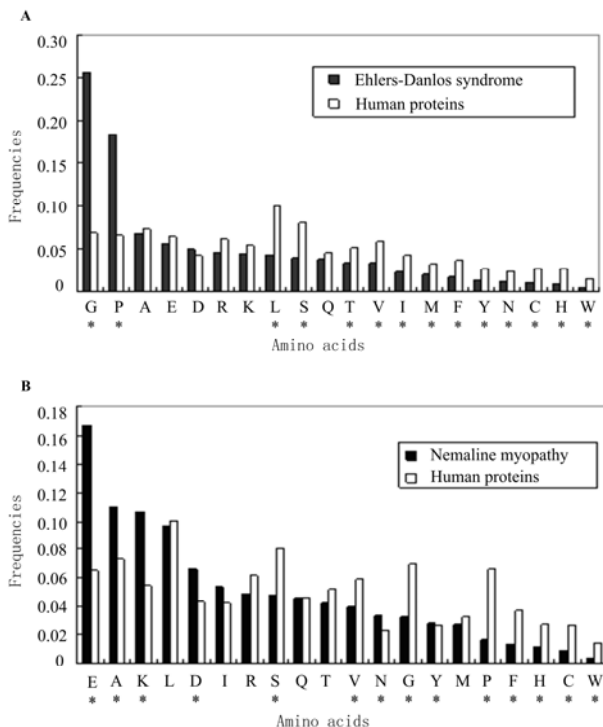 A
0.30
0.25
0.20
0.15
0.10
0.05
0
Frequencies
Ehlers-Danlos syndrome
Human proteins
G P A E D R K L S Q T V I M F Y N C H W
* * * * * * * * * * * * *
Amino acids
B
0.18
0.16
0.14
0.12
0.10
0.08
0.06
0.04
0.02
0
Frequencies
Nemaline myopathy
Human proteins
E A K L D I R S Q T V N G Y M P F H C W
* * * * * * * * * * * * * *
Amino acids